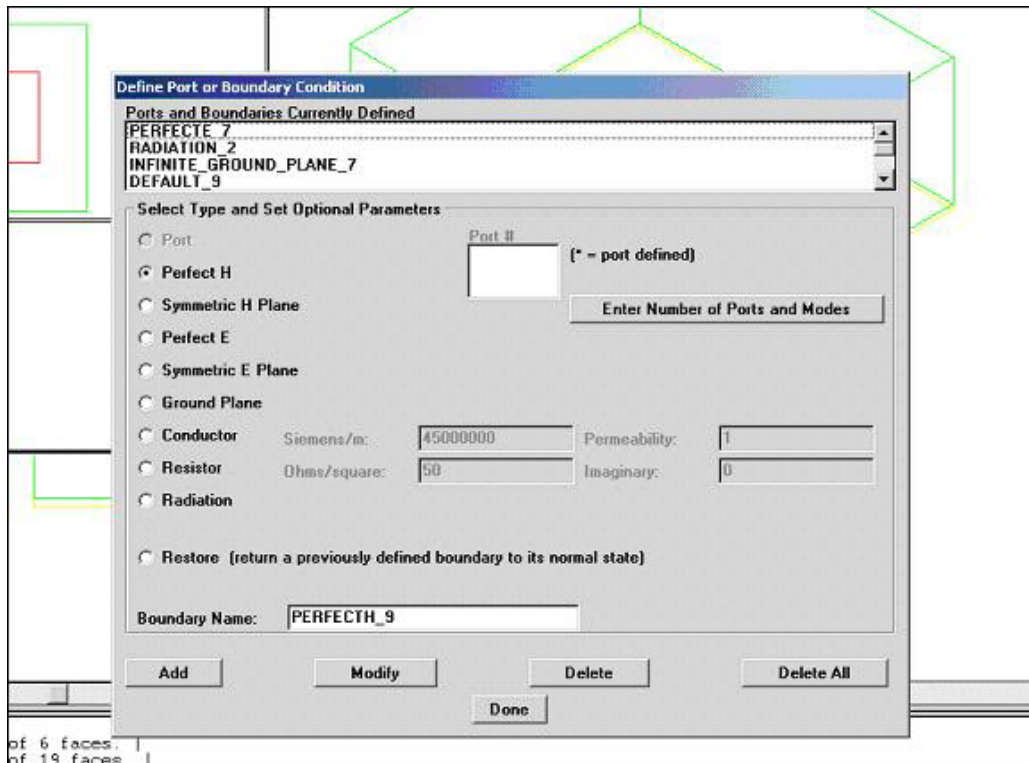 Define Port or Boundary Condition
Ports and Boundaries Currently Defined
PERFECTE_7
RADIATION_2
INFINITE_GROUND_PLANE_7
DEFAULT_9
Select Type and Set Optional Parameters
Port
Port #
(* = port defined)
Perfect H
Symmetric H Plane
Enter Number of Ports and Modes
Perfect E
Symmetric E Plane
Ground Plane
Conductor Siemens/m: 45000000 Permeability: 1
Resistor Ohms/square: 50 Imaginary: 0
Radiation
Restore (return a previously defined boundary to its normal state)
Boundary Name: PERFECTH_9
Add Modify Delete Delete All
Done
of 6 faces.
of 19 faces